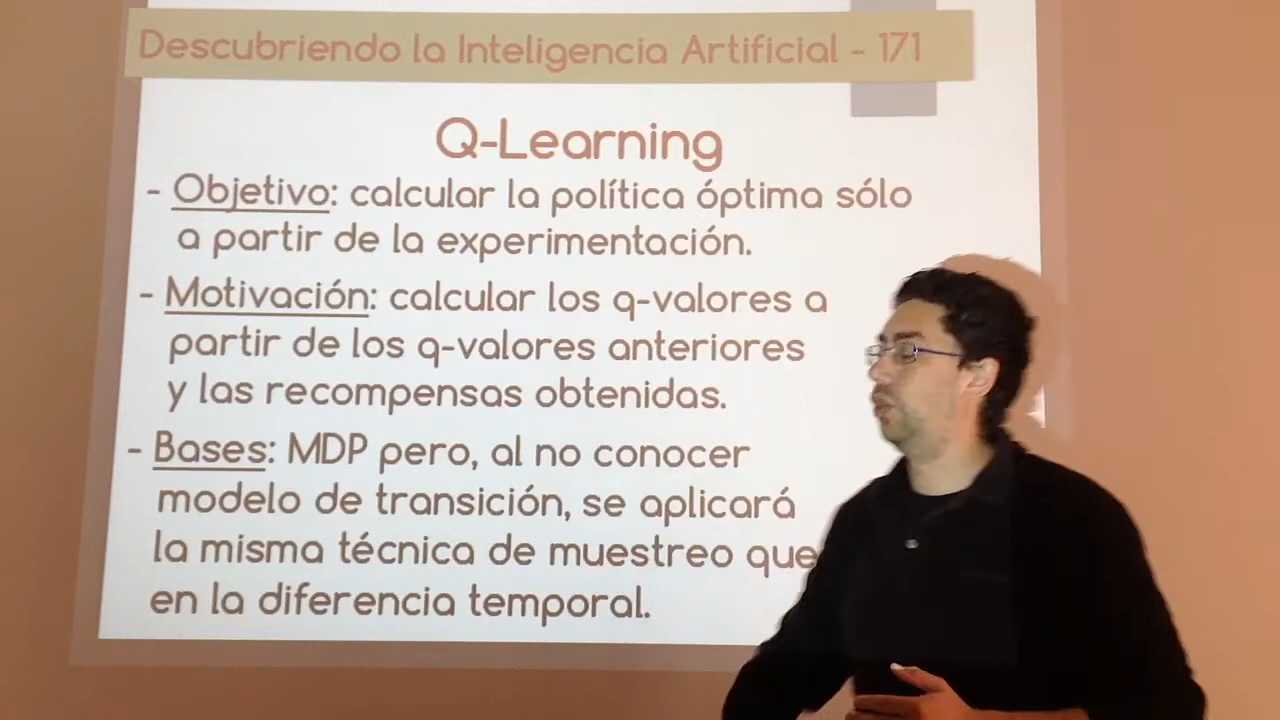 Descubriendo la Inteligencia Artificial - 171
Q-Learning
- Objetivo: calcular la política óptima sólo
a partir de la experimentación.
- Motivación: calcular los q-valores a
partir de los q-valores anteriores
y las recompensas obtenidas.
- Bases: MDP pero, al no conocer
modelo de transición, se aplicará
la misma técnica de muestreo que
en la diferencia temporal.